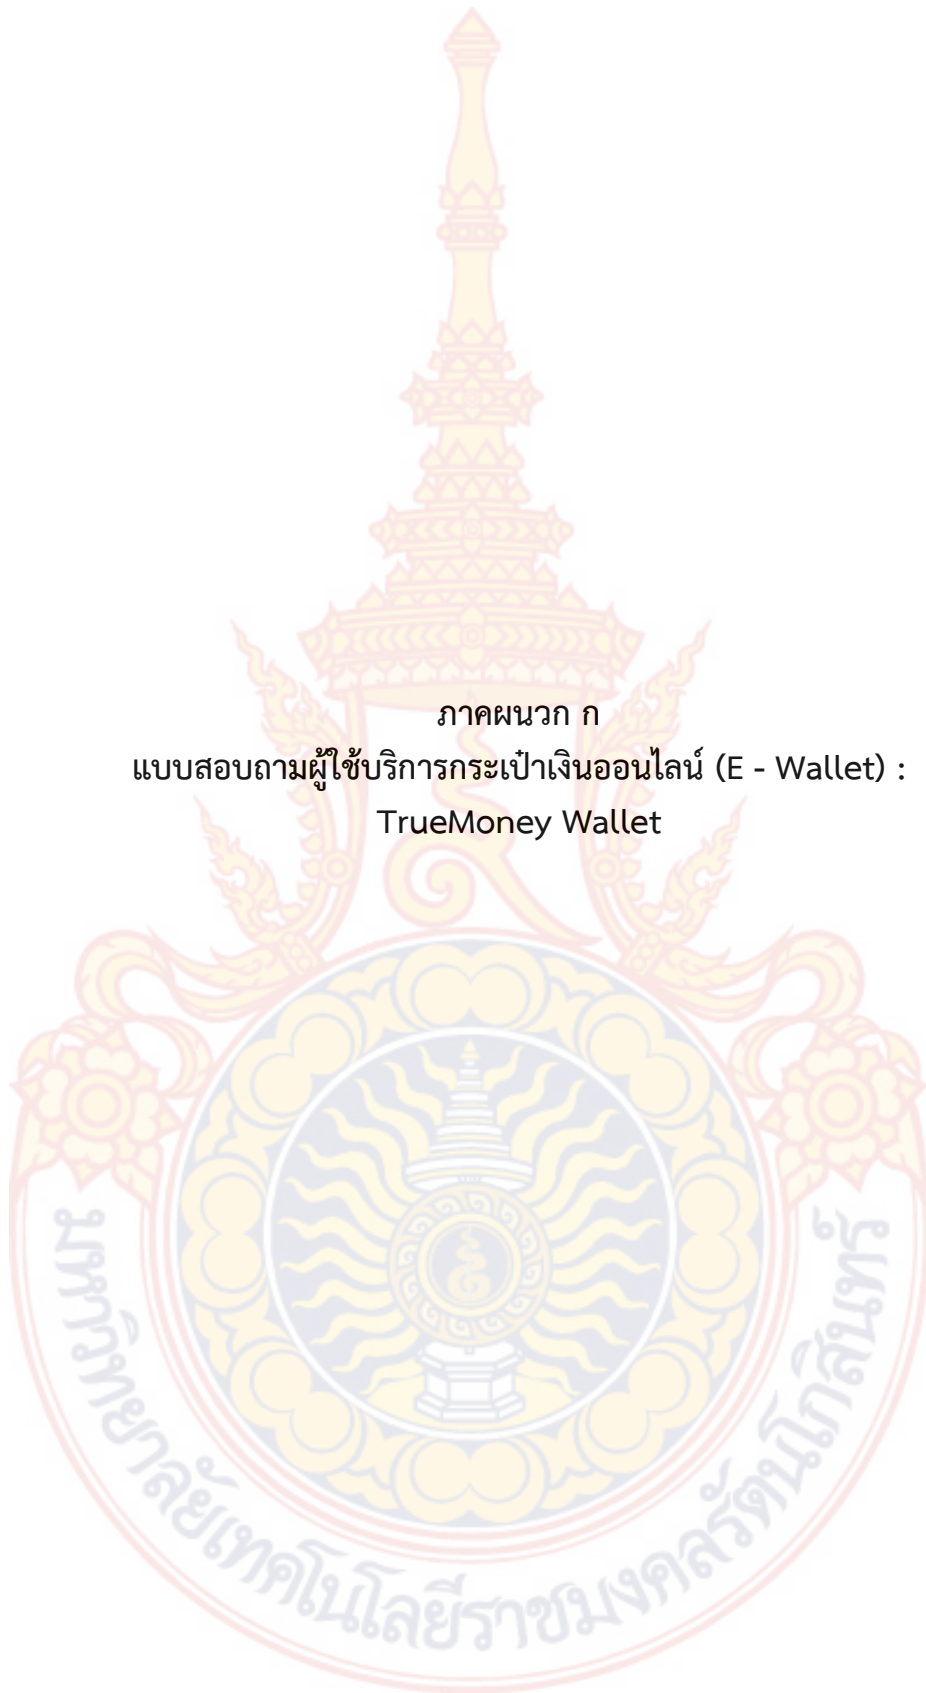 ภาคผนวก ก
แบบสอบถามผู้ใช้บริการกระเป๋าเงินออนไลน์ (E - Wallet) :
TrueMoney Wallet
มหาวิทยาลัยเทคโนโลยีราชมงคลรัตนโกสินทร์